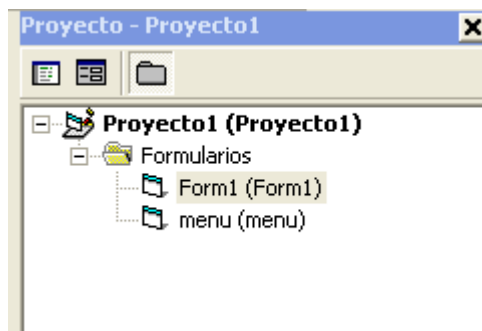 Proyecto - Proyecto1
Proyecto1 (Proyecto1)
Formularios
Form1 (Form1)
menu (menu)